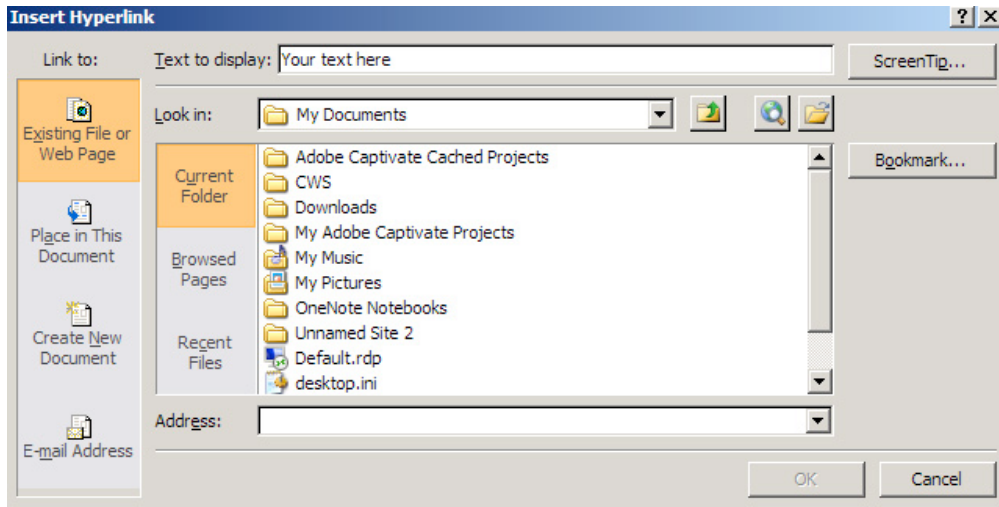 Insert Hyperlink
Link to:
Text to display: Your text here
ScreenTip...
Existing File or
Web Page
Place in This
Document
Create New
Document
E-mail Address
Look in: My Documents
Current
Folder
Browsed
Pages
Recent
Files
Adobe Captivate Cached Projects
CWS
Downloads
My Adobe Captivate Projects
My Music
My Pictures
OneNote Notebooks
Unnamed Site 2
Default.rdp
desktop.ini
Bookmark...
Address:
OK
Cancel